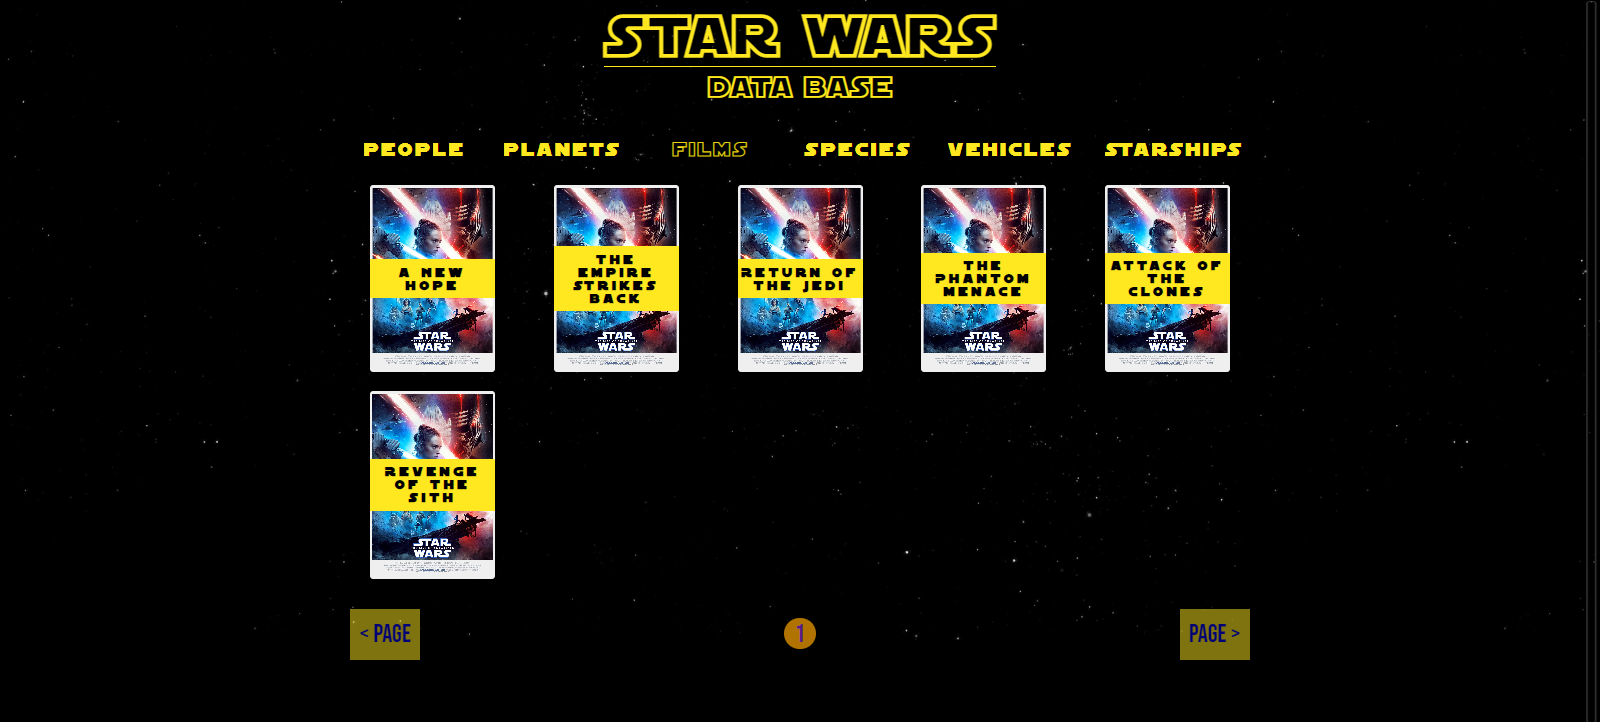 STAR WARS
DATA BASE
PEOPLE PLANETS FILMS SPECIES VEHICLES STARSHIPS
A NEW
HOPE
STAR
WARS
THE
EMPIRE
STRIKES
BACK
STAR
WARS
RETURN OF
THE JEDI
STAR
WARS
THE
PHANTOM
MENACE
STAR
WARS
ATTACK OF
THE
CLONES
STAR
WARS
REVENGE
OF THE
SITH
STAR
WARS
< PAGE 1 PAGE >